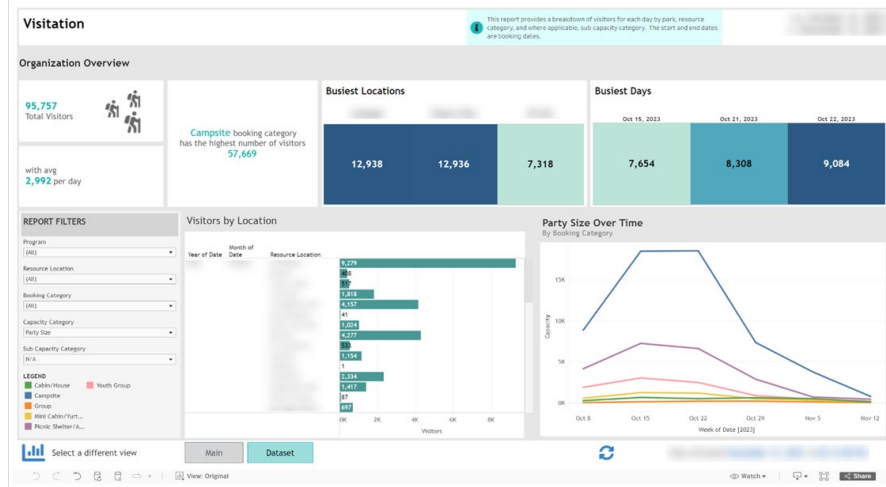 Visitation
This report provides a breakdown of visitors for each day by park, resource
category, and where applicable, sub-capacity category. The start and end dates
are booking dates.
Organization Overview
95,757
Total Visitors
with avg
2,992 per day
Campsite booking category
has the highest number of visitors
57,669
Busiest Locations
12,938
12,936
7,318
Busiest Days
Oct 15, 2023
Oct 21, 2023
Oct 22, 2023
7,654
8,308
9,084
REPORT FILTERS
Program
(All)
Resource Location
(All)
Booking Category
(All)
Capacity Category
Party Size
Sub Capacity Category
N/A
LEGEND
Cabin/House
Youth Group
Campsite
Group
Mini Cabin/Yurt...
Picnic Shelter/A...
Visitors by Location
Year of Date
Month of
Date
Resource Location
9,279
408
1,818
4,157
41
1,024
4,277
1,154
1
2,334
1,417
87
697
0K
2K
4K
6K
8K
Visitors
Party Size Over Time
By Booking Category
15K
10K
5K
0K
Capacity
Oct 8
Oct 15
Oct 22
Oct 29
Nov 5
Nov 12
Week of Date [2023]
Select a different view
Main
Dataset
View: Original
Watch
Share